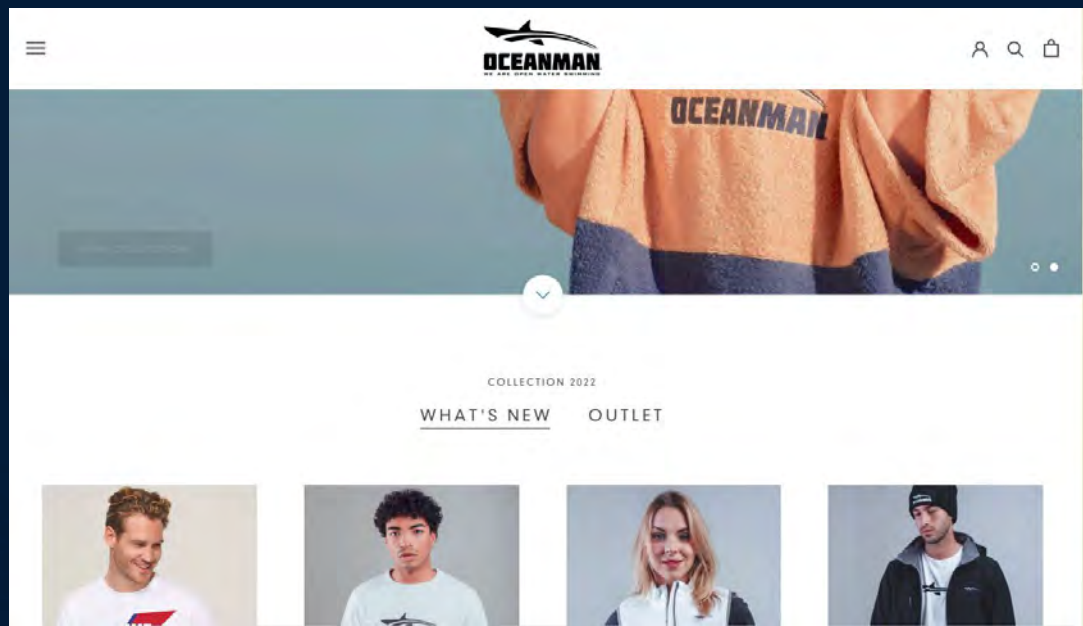 OCEANMAN
WE ARE OPEN WATER SWIMMING
OCEANMAN
COLLECTION 2022
WHAT'S NEW OUTLET